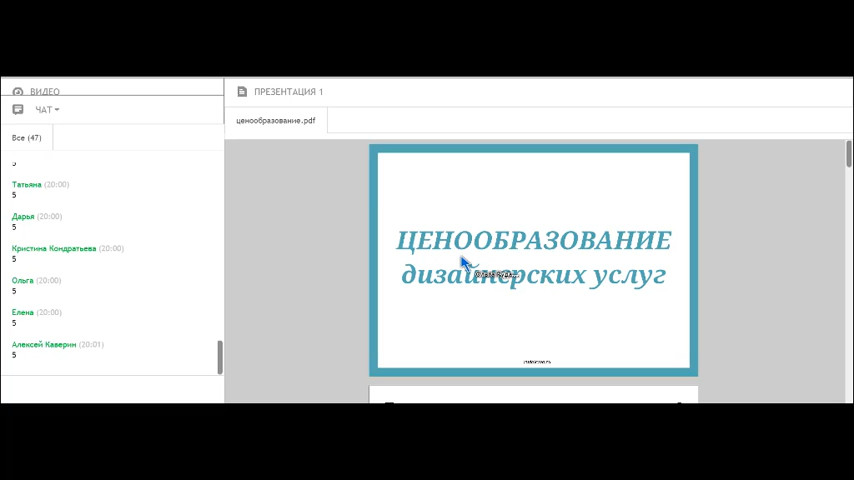 ВИДЕО
ЧАТ
Все (47)
5
Татьяна (20:00)
5
Дарья (20:00)
5
Кристина Кондратьева (20:00)
5
Ольга (20:00)
5
Елена (20:00)
5
Алексей Каверин (20:01)
5
ПРЕЗЕНТАЦИЯ 1
ценообразование.pdf
ЦЕНООБРАЗОВАНИЕ
дизайнерских услуг